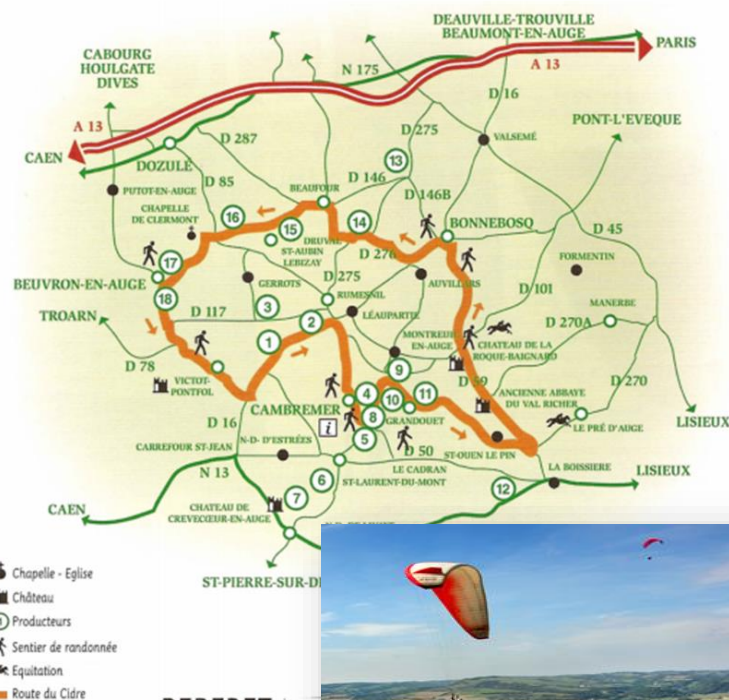 DEAUVILLE-TROUVILLE
BEAUMONT-EN-AUGE
PARIS
CABOURG
HOULGATE
DIVES
N 175
A 13
D 16
PONT-L'EVEQUE
A 13
D 275
D 287
VALSEMÉ
CAEN
DOZULÉ
13
D 85
D 146
PUTOT-EN-AUGE
BEAUFOUR
D 146B
CHAPELLE
DE CLERMONT
16
14
BONNEBOSQ
15
D 45
DRUVAL
ST-AUBIN
LEBIZAY
D 276
FORMENTIN
17
BEUVRON-EN-AUGE
GERROTS
D 275
AUVILLARS
D 101
18
RUMESNIL
MANERBE
TROARN
D 117
3
LÉAUPARTIE
2
D 270A
1
MONTREUIL
EN-AUGE
CHATEAU DE LA
ROQUE-BAIGNARD
D 78
9
D 59
D 270
VICTOT-
PONTFOL
4
10
11
ANCIENNE ABBAYE
DU VAL RICHER
CAMBREMER
8
GRANDOUET
LISIEUX
D 16
i
LE PRÉ D'AUGE
N-D- D'ESTRÉES
5
CARREFOUR ST-JEAN
D 50
ST-OUEN LE PIN
N 13
LE CADRAN
LA BOISSIERE
LISIEUX
6
ST-LAURENT-DU-MONT
12
7
CAEN
CHATEAU DE
CREVECŒUR-EN-AUGE
ST-PIERRE-SUR-DI
Chapelle - Eglise
Château
Producteurs
Sentier de randonnée
Equitation
Route du Cidre